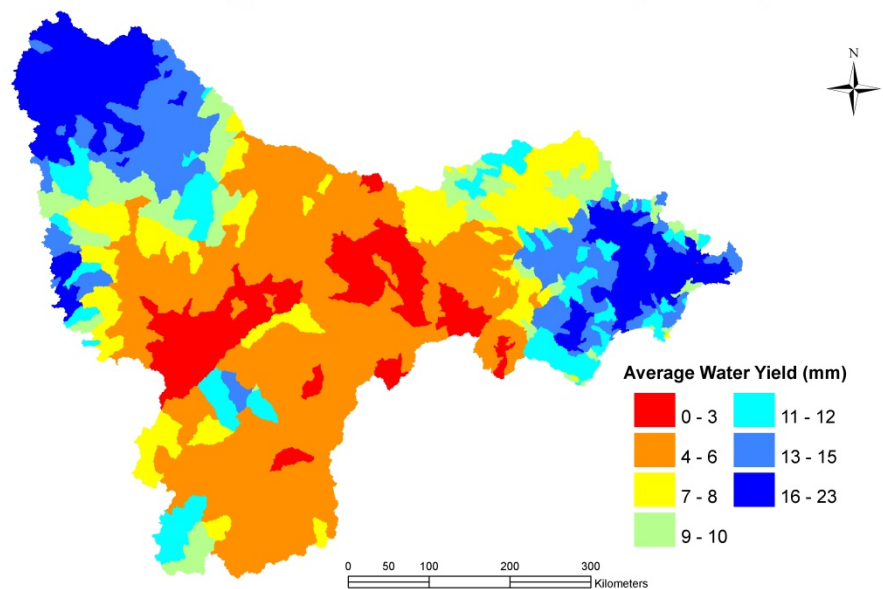 N
Average Water Yield (mm)
0 - 3
11 - 12
4 - 6
13 - 15
7 - 8
16 - 23
9 - 10
0 50 100 200 300
Kilometers